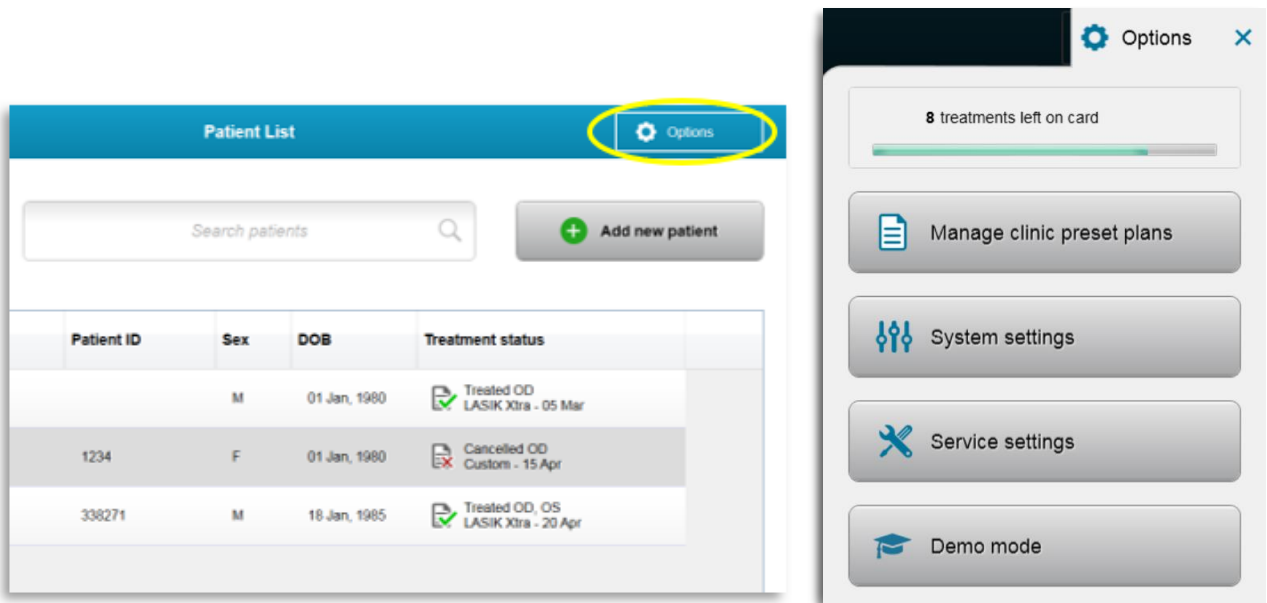 Patient List
Options
Search patients
Add new patient
Patient ID Sex DOB Treatment status
M 01 Jan, 1980 Treated OD
LASIK Xtra - 05 Mar
1234 F 01 Jan, 1980 Cancelled OD
Custom - 15 Apr
338271 M 18 Jan, 1985 Treated OD, OS
LASIK Xtra - 20 Apr
Options
8 treatments left on card
Manage clinic preset plans
System settings
Service settings
Demo mode